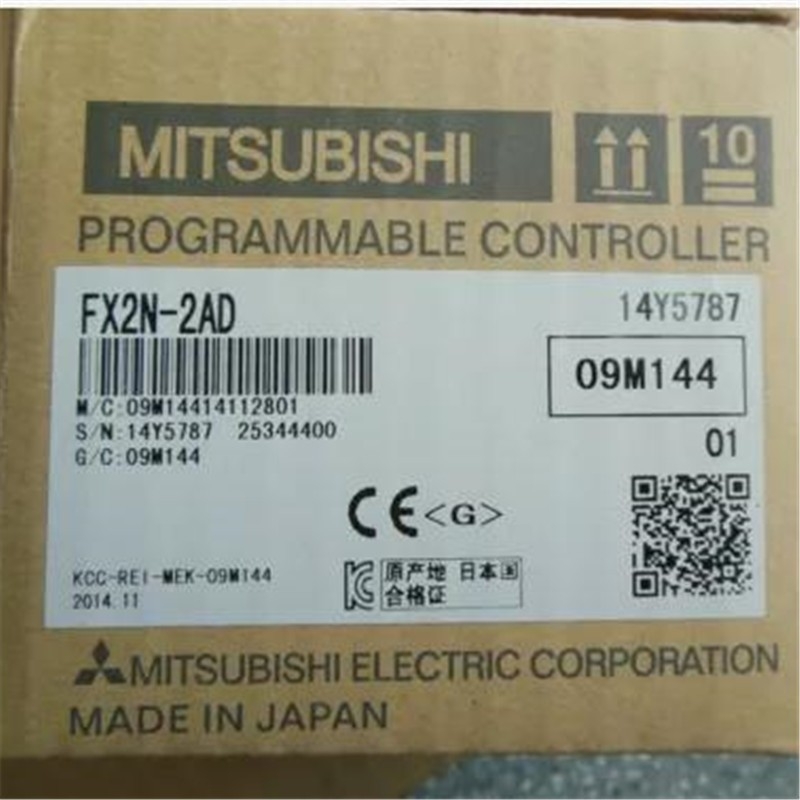 MITSUBISHI
10
PROGRAMMABLE CONTROLLER
FX2N-2AD
14Y5787
09M144
M/C:09M14414112801
S/N:14Y5787 25344400
G/C:09M144
01
CE <G>
KCC-REI-MEK-09M144
2014.11
原产地 日本国
合格证
MITSUBISHI ELECTRIC CORPORATION
MADE IN JAPAN